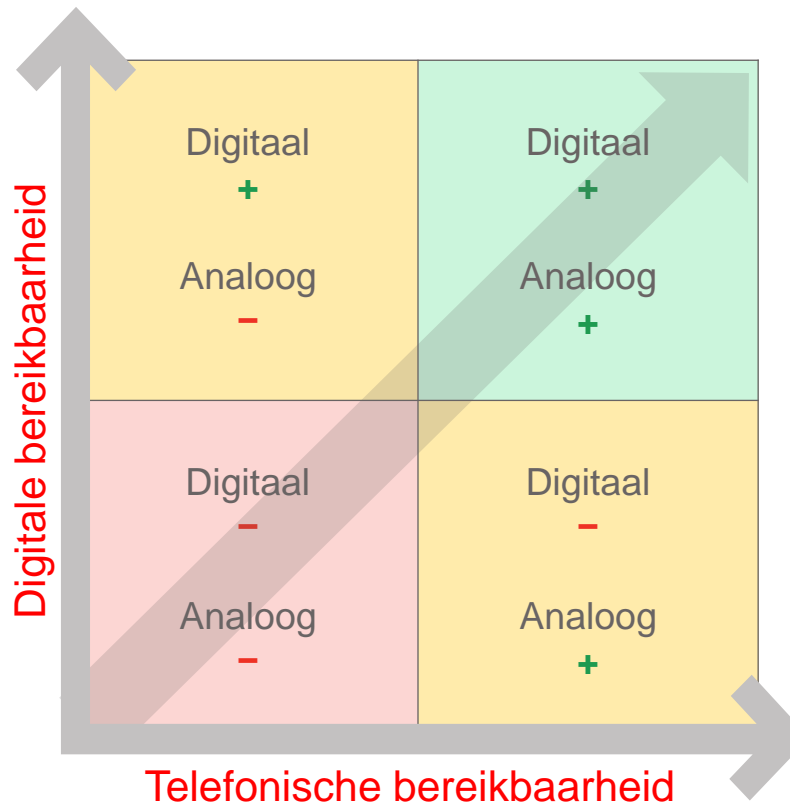 Digitale bereikbaarheid
Digitaal
+
Analoog
−
Digitaal
+
Analoog
+
Digitaal
−
Analoog
−
Digitaal
−
Analoog
+
Telefonische bereikbaarheid